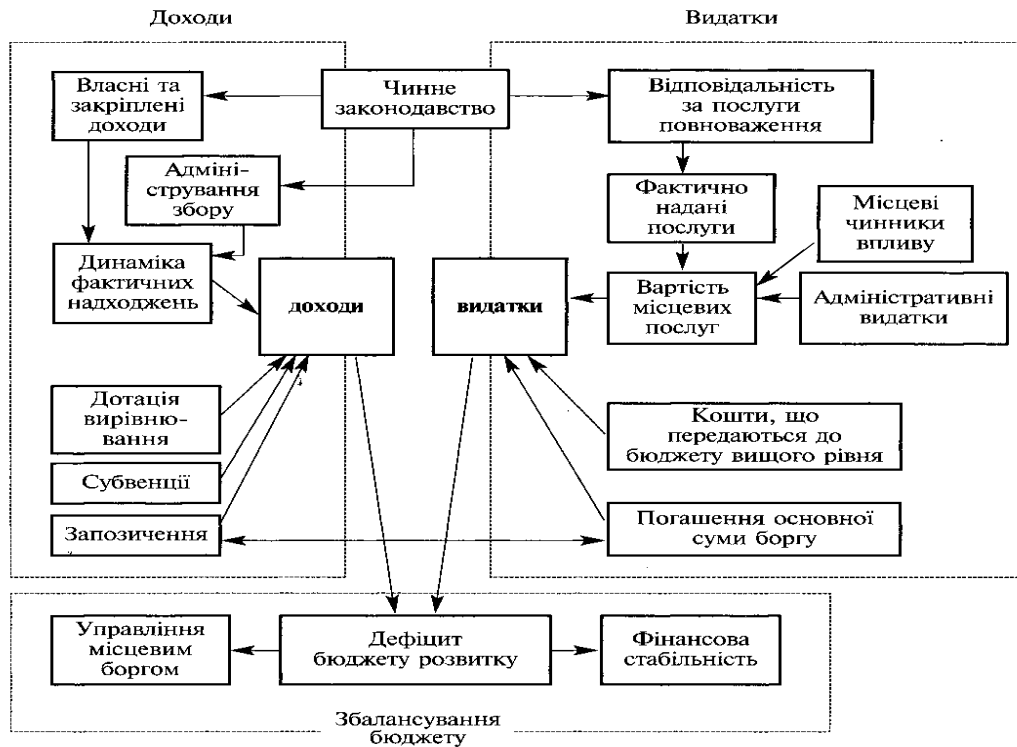 Доходи
Видатки
Власні та
закріплені
доходи
Чинне
законодавство
Відповідальність
за послуги
повноваження
Адміні-
стрування
збору
Фактично
надані
послуги
Місцеві
чинники
впливу
Динаміка
фактичних
надходжень
доходи
видатки
Вартість
місцевих
послуг
Адміністративні
видатки
Дотація
вирівню-
вання
Кошти, що
передаються до
бюджету вищого рівня
Субвенції
Запозичення
Погашення основної
суми боргу
Управління
місцевим
боргом
Дефіцит
бюджету розвитку
Фінансова
стабільність
Збалансування
бюджету